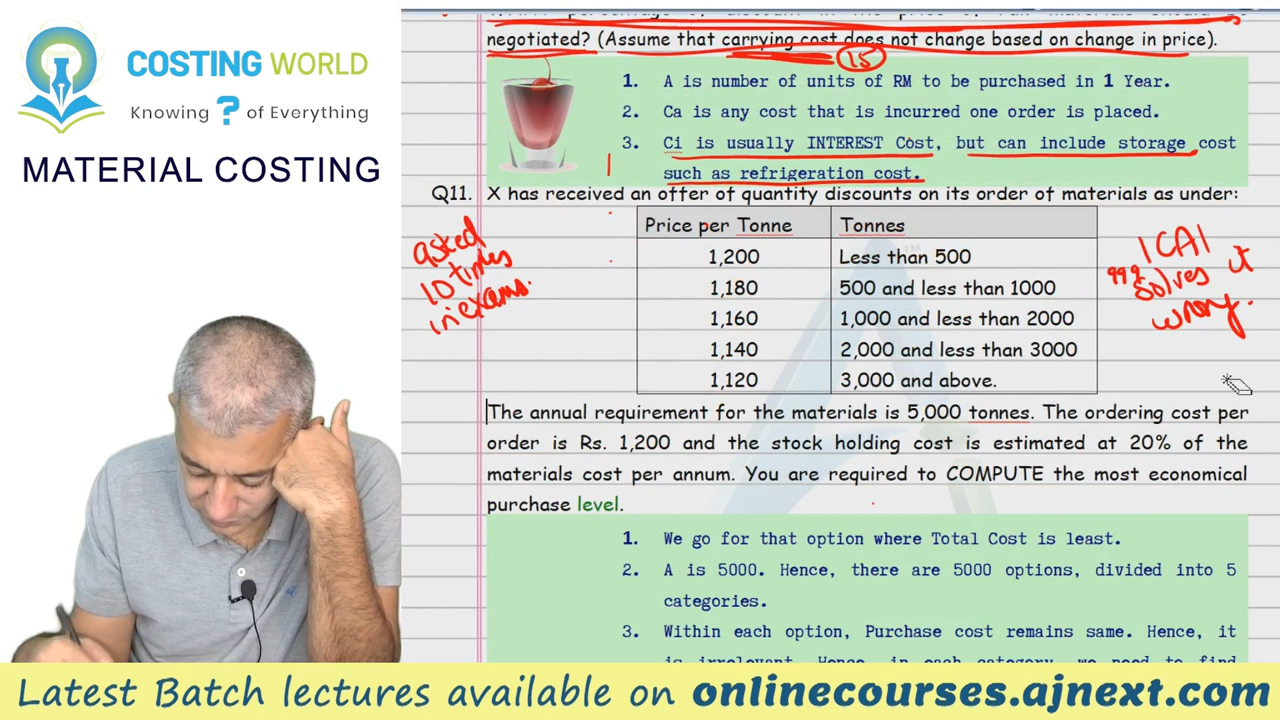 COSTING WORLD
Knowing ? of Everything
MATERIAL COSTING
negotiated? (Assume that carrying cost does not change based on change in price).
15
1. A is number of units of RM to be purchased in 1 Year.
2. Ca is any cost that is incurred one order is placed.
3. Ci is usually INTEREST Cost, but can include storage cost
such as refrigeration cost.
Q11. X has received an offer of quantity discounts on its order of materials as under:
Price per Tonne Tonnes
1,200 Less than 500
1,180 500 and less than 1000
1,160 1,000 and less than 2000
1,140 2,000 and less than 3000
1,120 3,000 and above.
asked
10 times
in exams.
ICAI
99% solves it
wrong.
The annual requirement for the materials is 5,000 tonnes. The ordering cost per
order is Rs. 1,200 and the stock holding cost is estimated at 20% of the
materials cost per annum. You are required to COMPUTE the most economical
purchase level.
1. We go for that option where Total Cost is least.
2. A is 5000. Hence, there are 5000 options, divided into 5
categories.
3. Within each option, Purchase cost remains same. Hence, it
Latest Batch lectures available on onlinecourses.ajnext.com